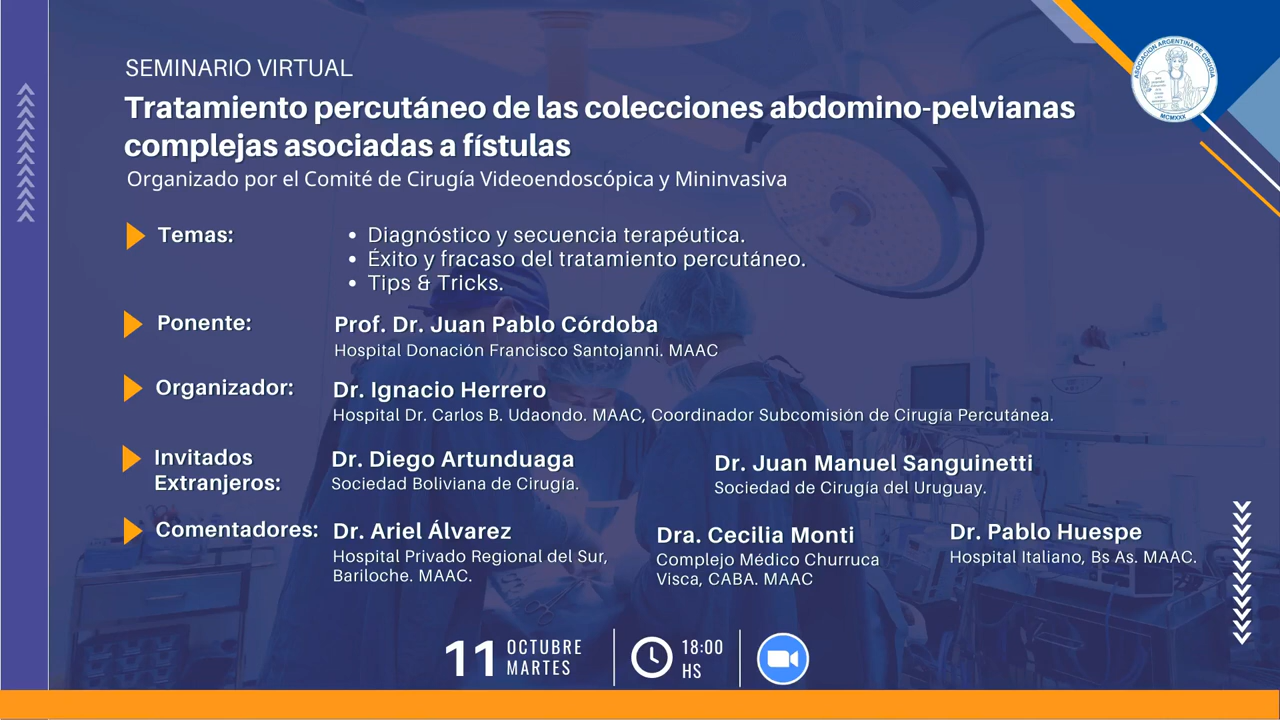 SEMINARIO VIRTUAL
Tratamiento percutáneo de las colecciones abdomino-pelvianas
complejas asociadas a fístulas
Organizado por el Comité de Cirugía Videoendoscópica y Mininvasiva
ASOCIACION ARGENTINA DE CIRUGIA
MCMXXX
Temas:
• Diagnóstico y secuencia terapéutica.
• Éxito y fracaso del tratamiento percutáneo.
• Tips & Tricks.
Ponente:
Prof. Dr. Juan Pablo Córdoba
Hospital Donación Francisco Santojanni. MAAC
Organizador:
Dr. Ignacio Herrero
Hospital Dr. Carlos B. Udaondo. MAAC, Coordinador Subcomisión de Cirugía Percutánea.
Invitados
Extranjeros:
Dr. Diego Artunduaga
Sociedad Boliviana de Cirugía.
Dr. Juan Manuel Sanguinetti
Sociedad de Cirugía del Uruguay.
Comentadores:
Dr. Ariel Álvarez
Hospital Privado Regional del Sur,
Bariloche. MAAC.
Dra. Cecilia Monti
Complejo Médico Churruca
Visca, CABA. MAAC
Dr. Pablo Huespe
Hospital Italiano, Bs As. MAAC.
11 OCTUBRE
MARTES
18:00
HS